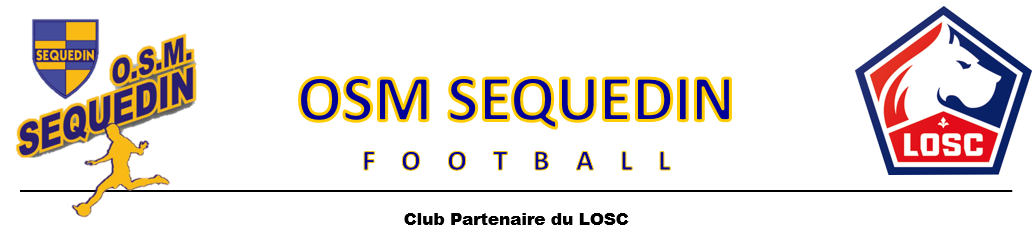 SEQUEDIN
O.S.M.
SEQUEDIN
OSM SEQUEDIN
FOOTBALL
LOSC
Club Partenaire du LOSC